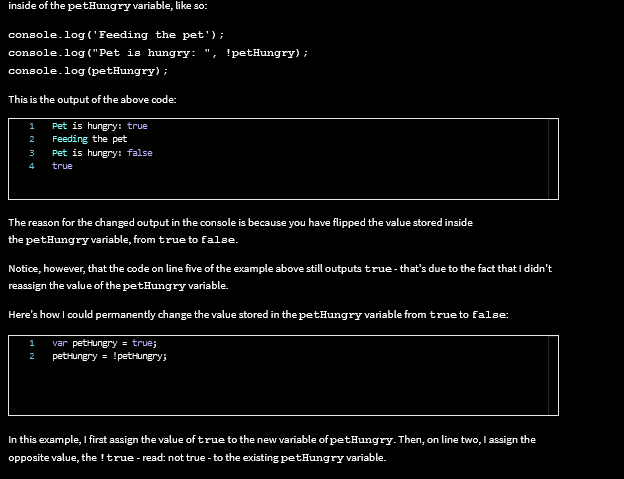 inside of the petHungry variable, like so:
console.log('Feeding the pet');
console.log("Pet is hungry: ", !petHungry);
console.log(petHungry);
This is the output of the above code:
1 Pet is hungry: true
2 Feeding the pet
3 Pet is hungry: false
4 true
The reason for the changed output in the console is because you have flipped the value stored inside
the petHungry variable, from true to false.
Notice, however, that the code on line five of the example above still outputs true - that's due to the fact that I didn't
reassign the value of the petHungry variable.
Here's how I could permanently change the value stored in the petHungry variable from true to false:
1 var petHungry = true;
2 petHungry = !petHungry;
In this example, I first assign the value of true to the new variable of petHungry. Then, on line two, I assign the
opposite value, the !true - read: not true - to the existing petHungry variable.